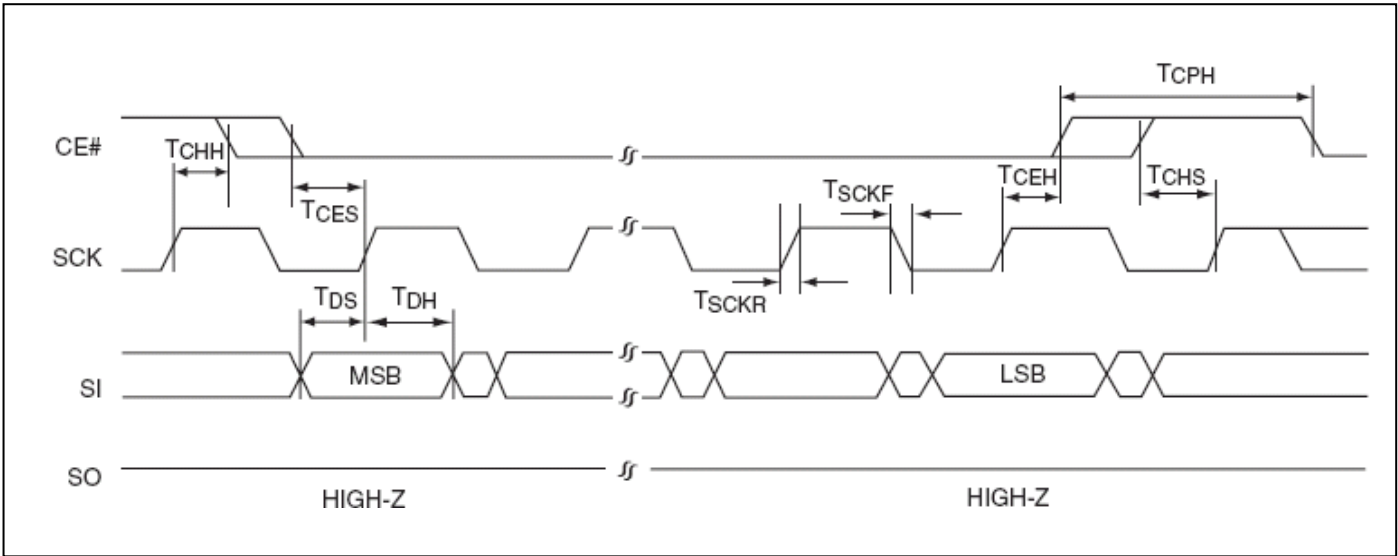 TCPH
CE#
TCHH
TCEH
TCHS
TSCKF
TCES
SCK
TDS
TDH
TSCKR
SI
MSB
LSB
SO
HIGH-Z
HIGH-Z